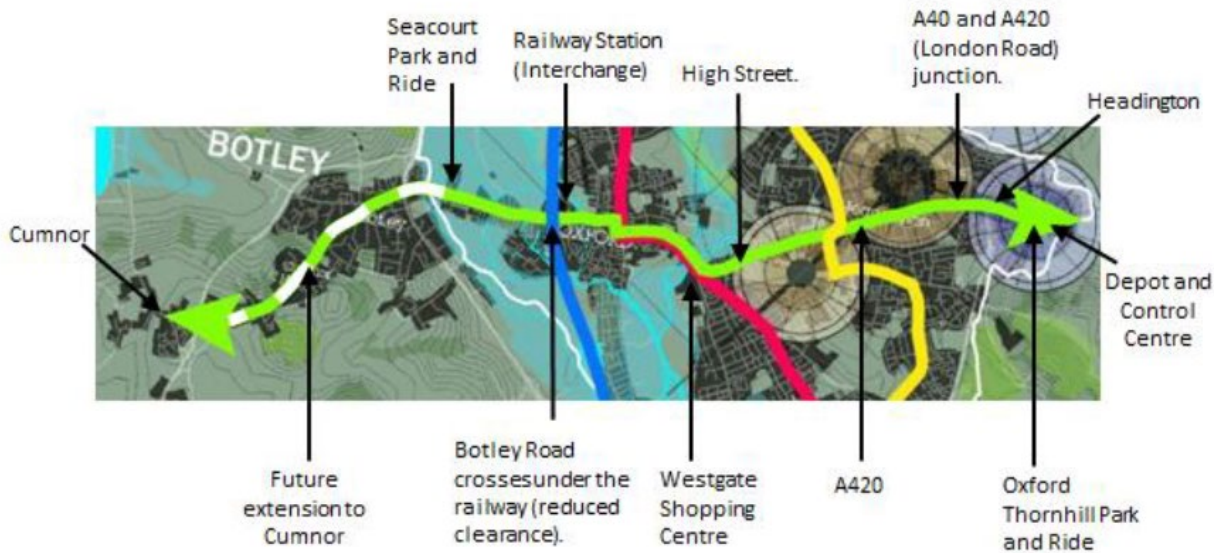 Seacourt
Park and
Ride
Railway Station
(Interchange)
High Street.
A40 and A420
(London Road)
junction.
Headington
BOTLEY
Cumnor
OXFORD
Depot and
Control
Centre
Future
extension to
Cumnor
Botley Road
crossesunder the
railway (reduced
clearance).
Westgate
Shopping
Centre
A420
Oxford
Thornhill Park
and Ride